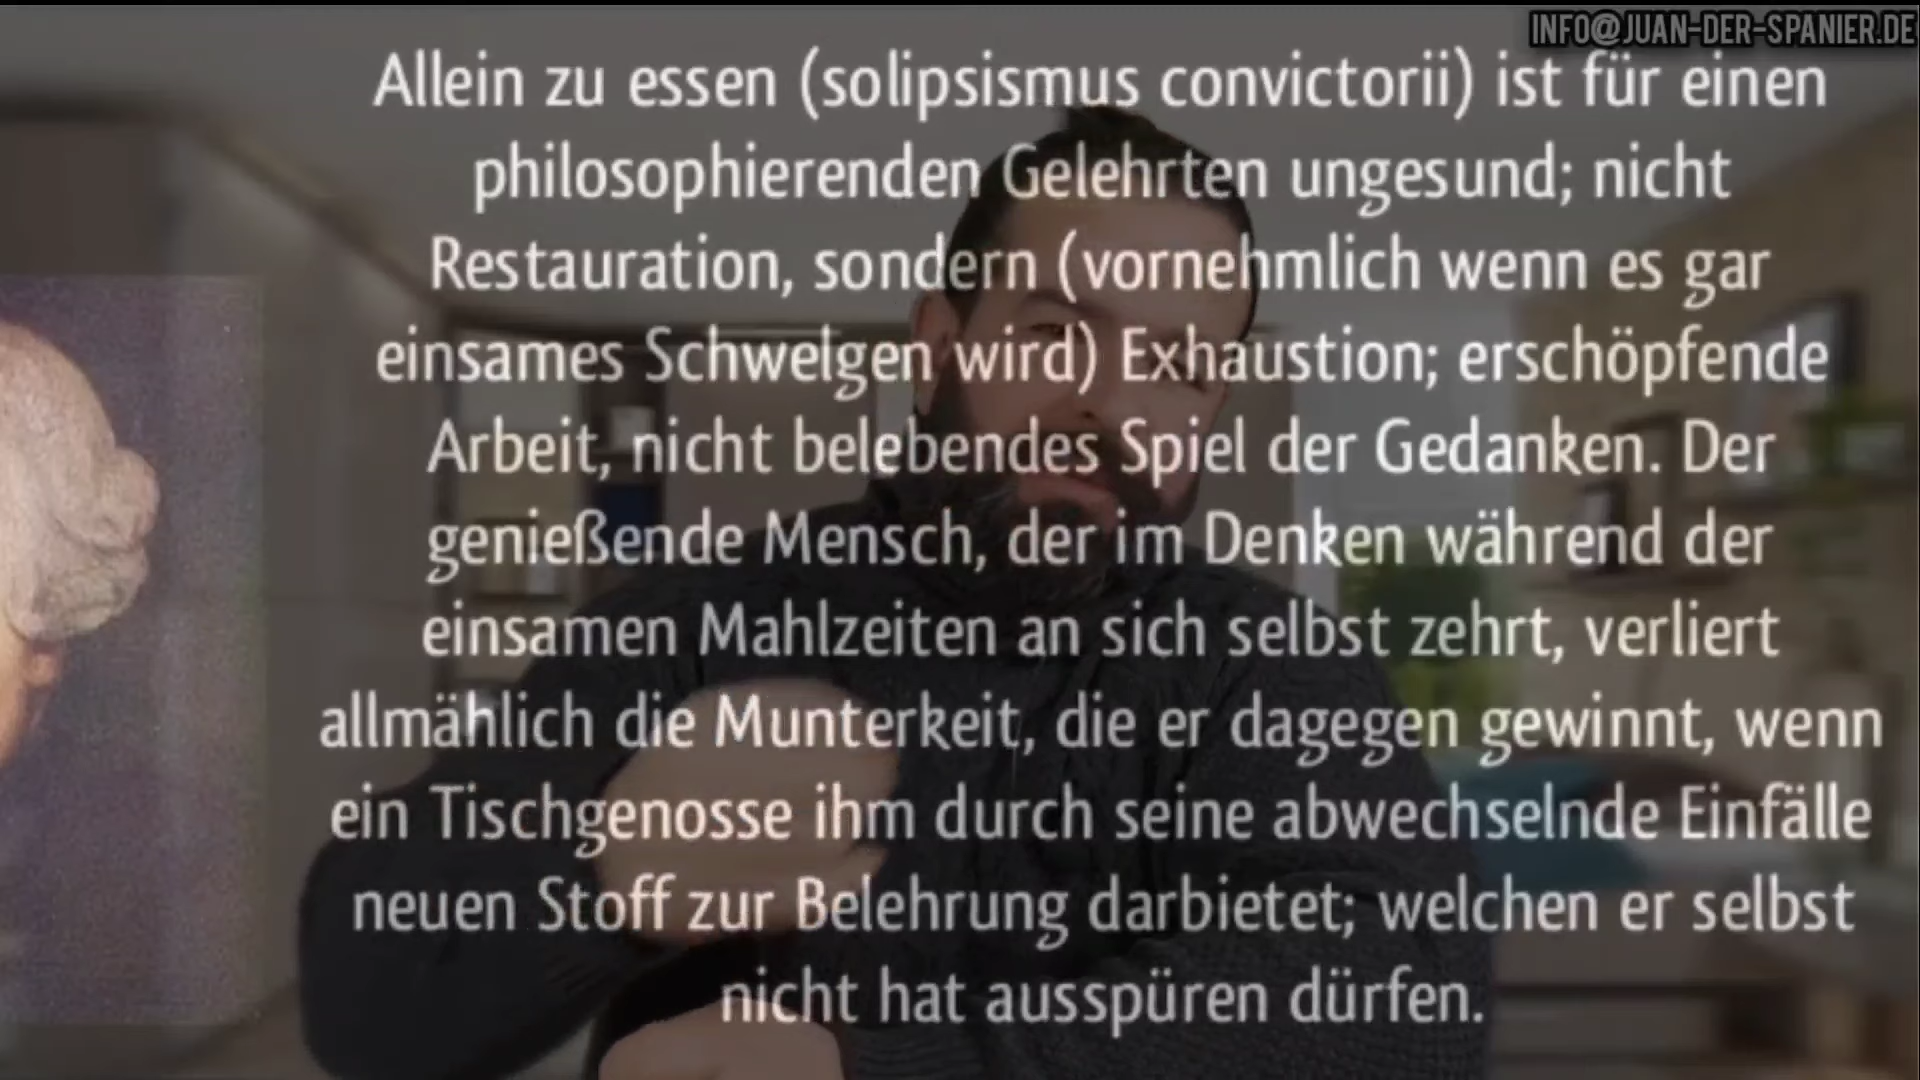 INFO@JUAN-DER-SPANIER.DE
Allein zu essen (solipsismus convictorii) ist für einen
philosophierenden Gelehrten ungesund; nicht
Restauration, sondern (vornehmlich wenn es gar
einsames Schwelgen wird) Exhaustion; erschöpfende
Arbeit, nicht belebendes Spiel der Gedanken. Der
genießende Mensch, der im Denken während der
einsamen Mahlzeiten an sich selbst zehrt, verliert
allmählich die Munterkeit, die er dagegen gewinnt, wenn
ein Tischgenosse ihm durch seine abwechselnde Einfälle
neuen Stoff zur Belehrung darbietet; welchen er selbst
nicht hat ausspüren dürfen.